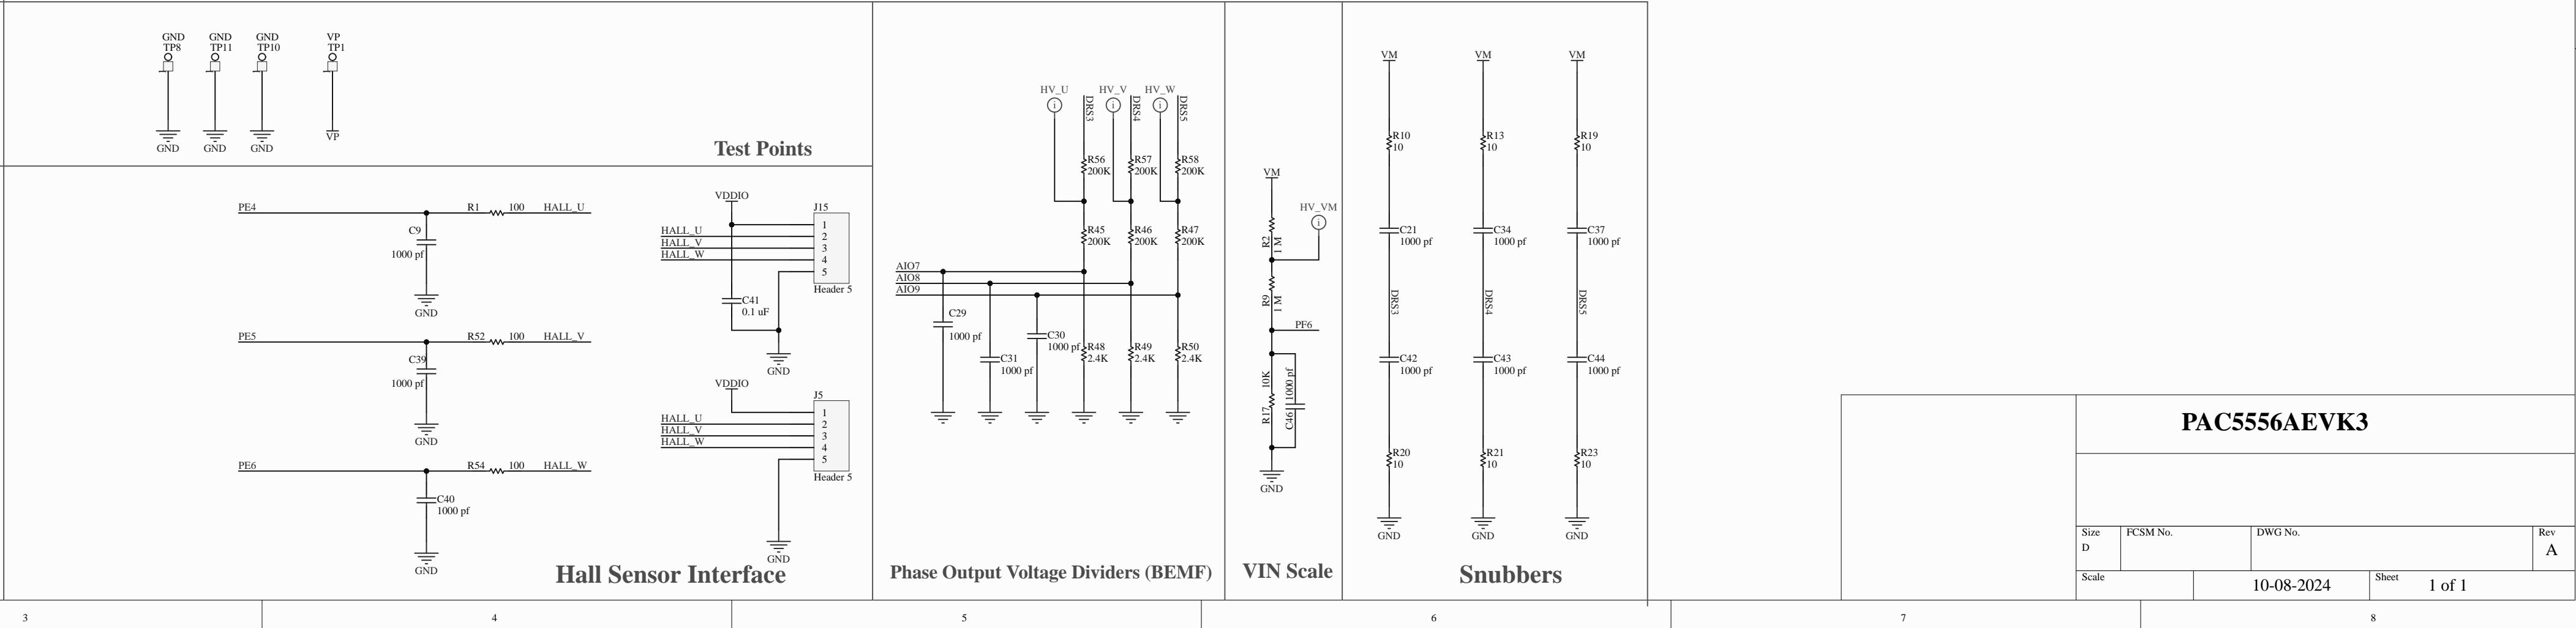 GND
TP8
GND
TP11
GND
TP10
VP
TP1
GND
GND
GND
VP
Test Points
PE4
R1
100
HALL_U
C9
1000 pf
GND
PE5
R52
100
HALL_V
C39
1000 pf
GND
PE6
R54
100
HALL_W
C40
1000 pf
GND
VDDIO
J15
HALL_U
HALL_V
HALL_W
1
2
3
4
5
Header 5
C41
0.1 uF
GND
VDDIO
J5
HALL_U
HALL_V
HALL_W
1
2
3
4
5
Header 5
GND
Hall Sensor Interface
HV_U
HV_V
HV_W
i
i
i
DRS3
DRS4
DRS5
R56
200K
R57
200K
R58
200K
R45
200K
R46
200K
R47
200K
AIO7
AIO8
AIO9
C29
1000 pf
C31
1000 pf
C30
1000 pf
R48
2.4K
R49
2.4K
R50
2.4K
Phase Output Voltage Dividers (BEMF)
VM
HV_VM
i
R2
1 M
R9
1 M
PF6
R17
10K
C46
1000 pf
GND
VIN Scale
VM
VM
VM
R10
10
R13
10
R19
10
C21
1000 pf
C34
1000 pf
C37
1000 pf
DRS3
DRS4
DRS5
C42
1000 pf
C43
1000 pf
C44
1000 pf
R20
10
R21
10
R23
10
GND
GND
GND
Snubbers
PAC5556AEVK3
Size
D
FCSM No.
DWG No.
Rev
A
Scale
10-08-2024
Sheet
1 of 1
3
4
5
6
7
8